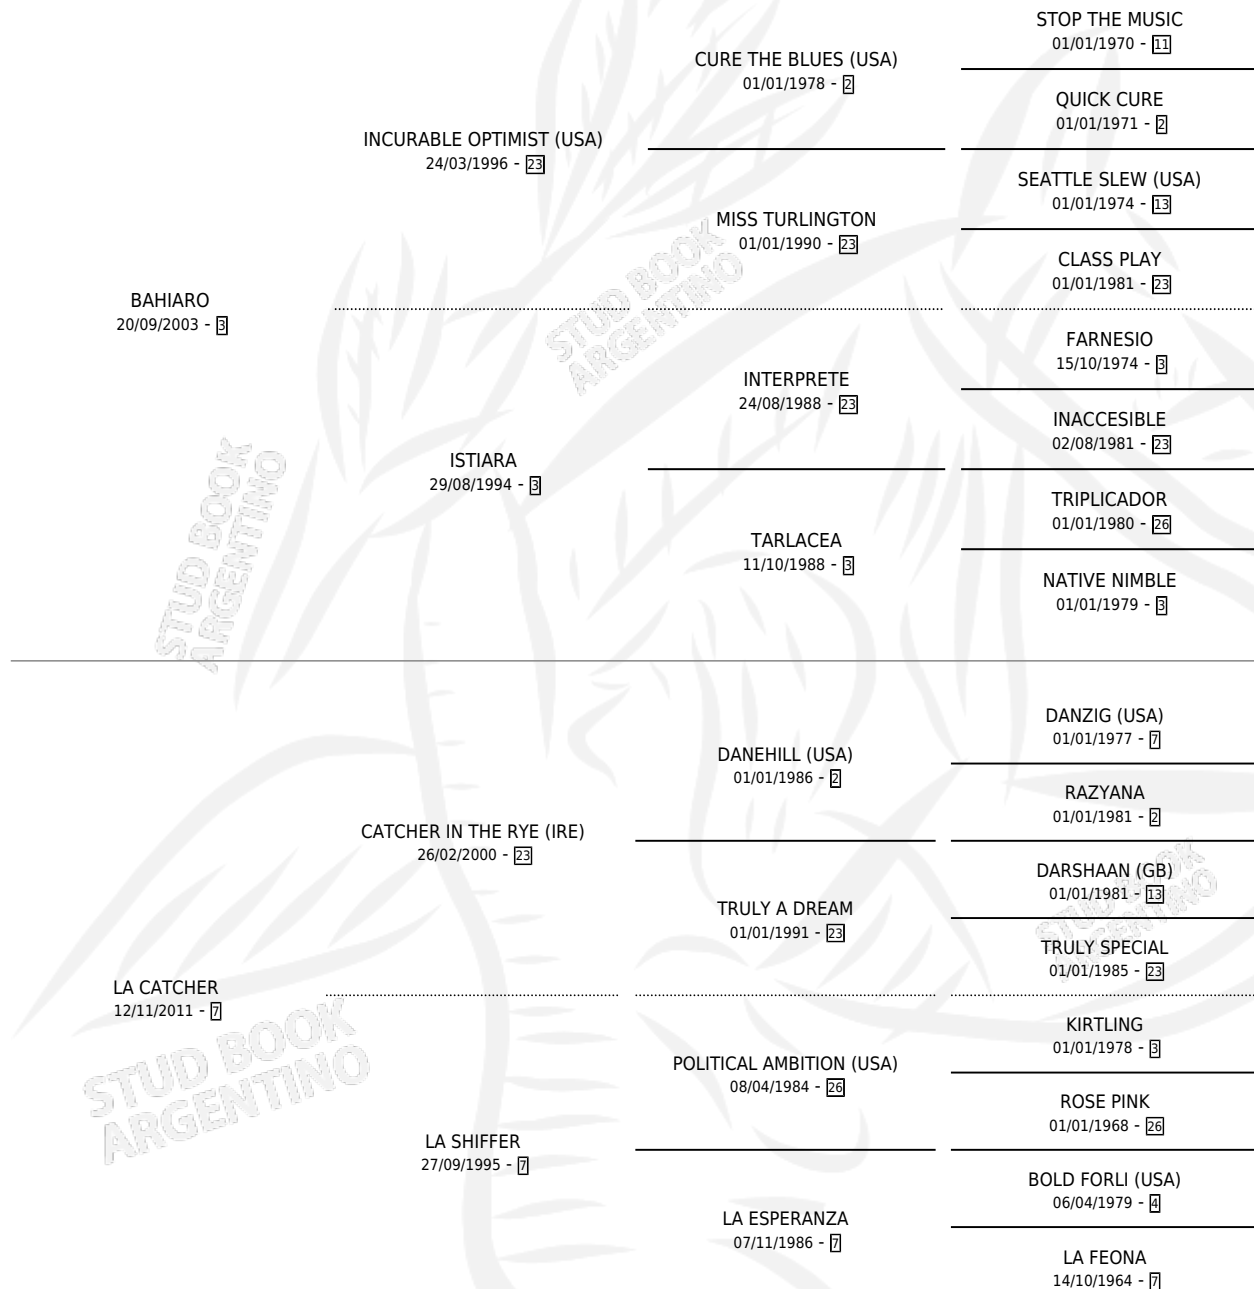 STOP THE MUSIC
01/01/1970 - 11
CURE THE BLUES (USA)
01/01/1978 - 2
QUICK CURE
01/01/1971 - 2
INCURABLE OPTIMIST (USA)
24/03/1996 - 23
SEATTLE SLEW (USA)
01/01/1974 - 13
MISS TURLINGTON
01/01/1990 - 23
CLASS PLAY
01/01/1981 - 23
BAHIARO
20/09/2003 - 3
FARNESIO
15/10/1974 - 3
INTERPRETE
24/08/1988 - 23
INACCESIBLE
02/08/1981 - 23
ISTIARA
29/08/1994 - 3
TRIPLICADOR
01/01/1980 - 26
TARLACEA
11/10/1988 - 3
NATIVE NIMBLE
01/01/1979 - 3
DANZIG (USA)
01/01/1977 - 7
DANEHILL (USA)
01/01/1986 - 2
RAZYANA
01/01/1981 - 2
CATCHER IN THE RYE (IRE)
26/02/2000 - 23
DARSHAAN (GB)
01/01/1981 - 13
TRULY A DREAM
01/01/1991 - 23
TRULY SPECIAL
01/01/1985 - 23
LA CATCHER
12/11/2011 - 7
KIRTLING
01/01/1978 - 3
POLITICAL AMBITION (USA)
08/04/1984 - 26
ROSE PINK
01/01/1968 - 26
LA SHIFFER
27/09/1995 - 7
BOLD FORLI (USA)
06/04/1979 - 4
LA ESPERANZA
07/11/1986 - 7
LA FEONA
14/10/1964 - 7
STUD BOOK
ARGENTINO
STUD BOOK
ARGENTINO
STUD BOOK
ARGENTINO
STUD BOOK
ARGENTINO